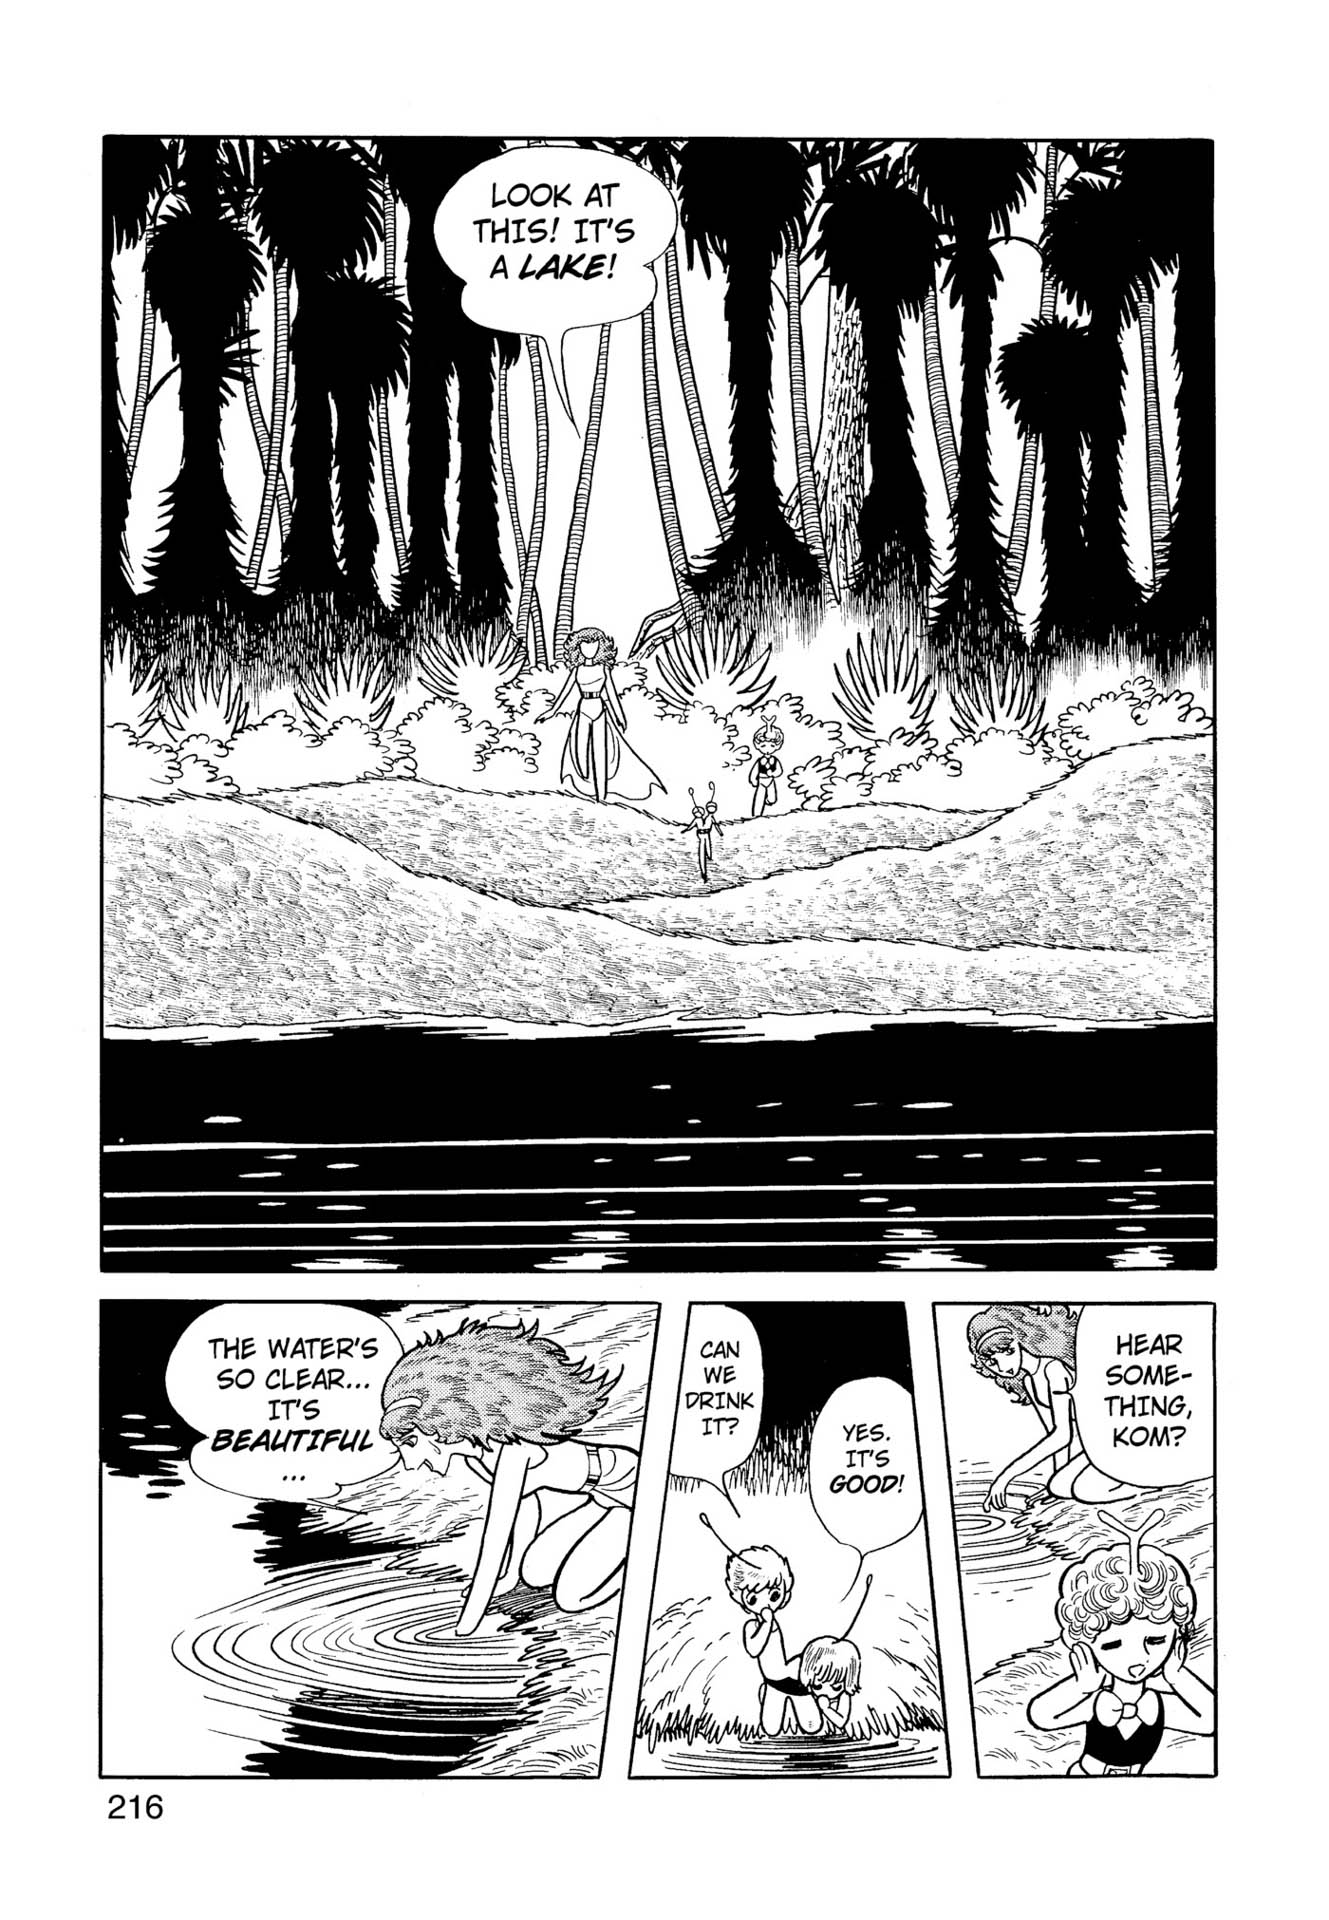 LOOK AT
THIS! IT'S
A LAKE!
THE WATER'S
SO CLEAR...
IT'S
BEAUTIFUL
...
CAN
WE
DRINK
IT?
YES.
IT'S
GOOD!
HEAR
SOME-
THING,
KOM?
216